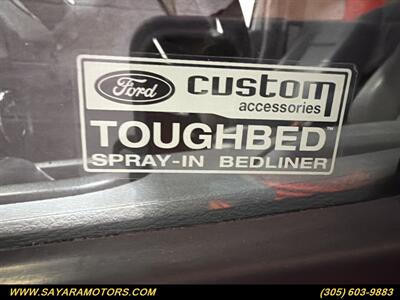 Ford custom
accessories
TOUGHBED™
SPRAY-IN BEDLINER
WWW.SAYARAMOTORS.COM (305) 603-9883